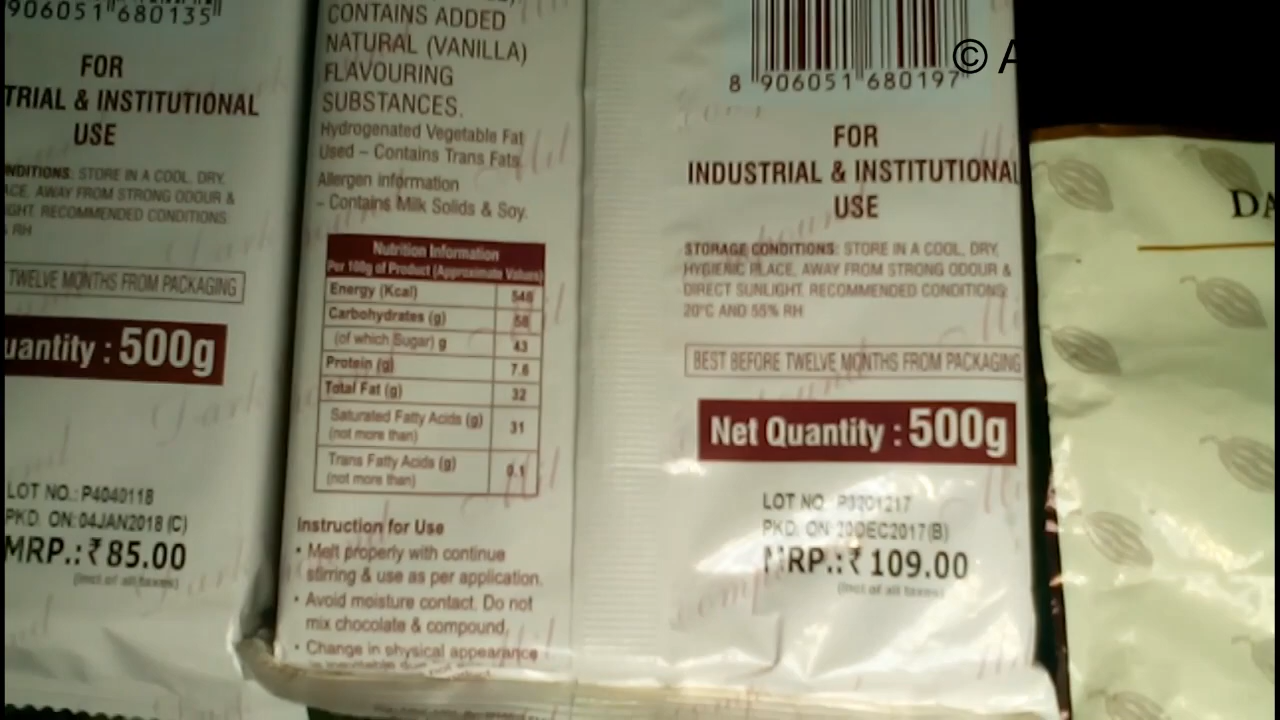 906051 680135
FOR
TRIAL & INSTITUTIONAL
USE
NDITIONS: STORE IN A COOL, DRY,
ACE, AWAY FROM STRONG ODOUR &
IGHT. RECOMMENDED CONDITIONS
RH
TWELVE MONTHS FROM PACKAGING
uantity : 500g
LOT NO.: P4040118
PKD. ON:04JAN2018 (C)
MRP.:₹ 85.00
(incl of all taxes)
CONTAINS ADDED
NATURAL (VANILLA)
FLAVOURING
SUBSTANCES.
Hydrogenated Vegetable Fat
Used – Contains Trans Fats.
Allergen information
– Contains Milk Solids & Soy.
Nutrition Information
Per 100g of Product (Approximate Values)
Energy (Kcal) 548
Carbohydrates (g) 58
(of which Sugar) g 43
Protein (g) 7.6
Total Fat (g) 32
Saturated Fatty Acids (g) 31
(not more than)
Trans Fatty Acids (g) 0.1
(not more than)
Instruction for Use
• Melt properly with continue
stirring & use as per application.
• Avoid moisture contact. Do not
mix chocolate & compound.
• Change in physical appearance
8 906051 680197
FOR
INDUSTRIAL & INSTITUTIONAL
USE
STORAGE CONDITIONS: STORE IN A COOL, DRY,
HYGIENIC PLACE, AWAY FROM STRONG ODOUR &
DIRECT SUNLIGHT. RECOMMENDED CONDITIONS:
20°C AND 55% RH
BEST BEFORE TWELVE MONTHS FROM PACKAGING
Net Quantity : 500g
LOT NO P3201217
PKD. ON 20DEC2017(B)
MRP.:₹ 109.00
(incl of all taxes)
© A
DA